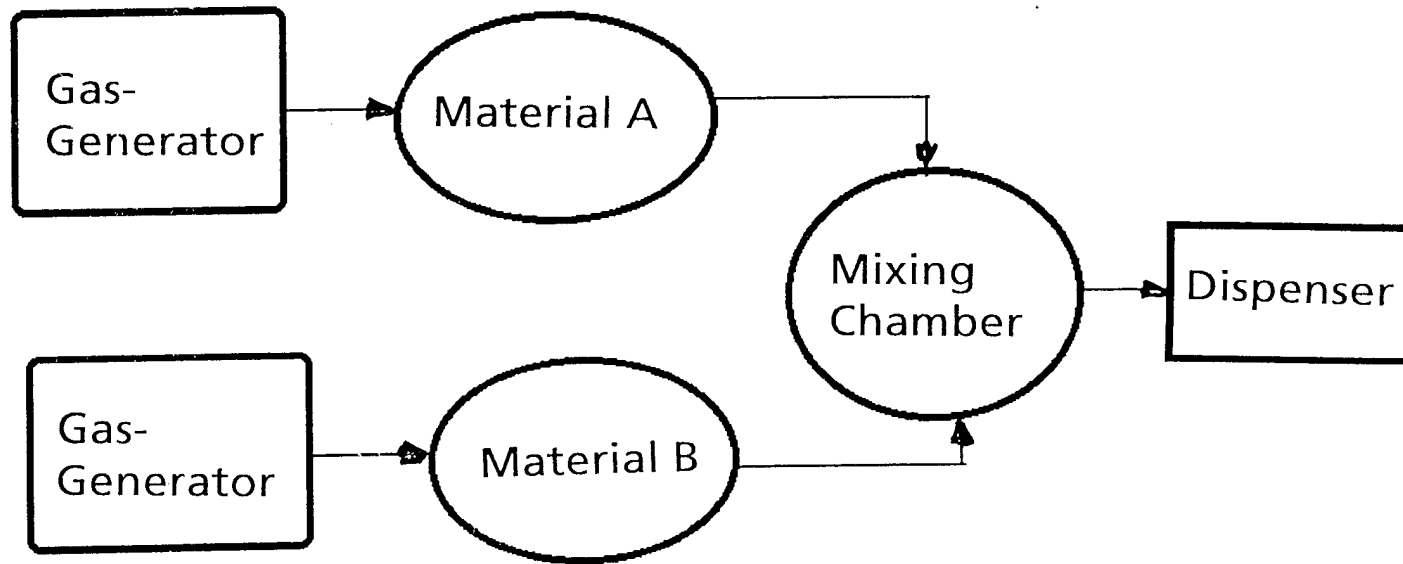 Gas-
Generator
Material A
Mixing
Chamber
Dispenser
Gas-
Generator
Material B